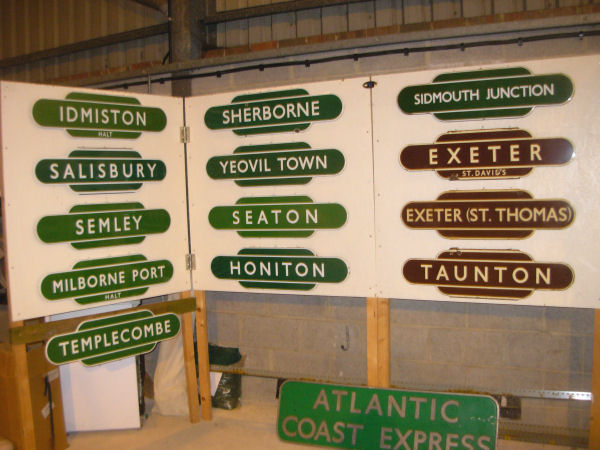 IDMISTON
HALT
SALISBURY
SEMLEY
MILBORNE PORT
HALT
TEMPLECOMBE
SHERBORNE
YEOVIL TOWN
SEATON
HONITON
SIDMOUTH JUNCTION
EXETER
ST. DAVID'S
EXETER (ST. THOMAS)
TAUNTON
ATLANTIC
COAST EXPRESS